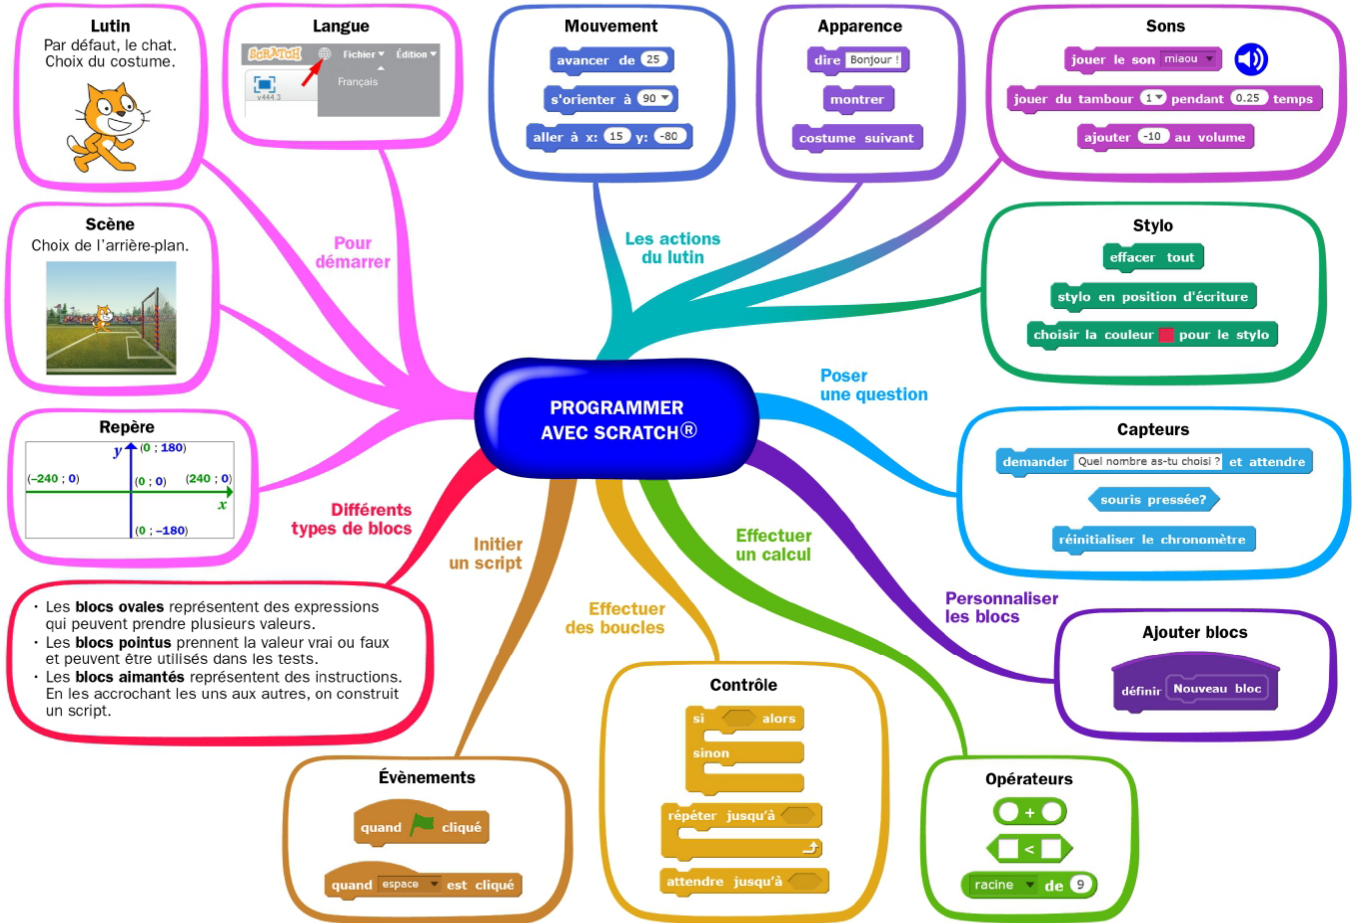 Lutin
Par défaut, le chat.
Choix du costume.
Langue
SCRATCH Fichier Édition
Français
v444.3
Mouvement
avancer de 25
s'orienter à 90
aller à x: 15 y: -80
Apparence
dire Bonjour !
montrer
costume suivant
Sons
jouer le son miaou
jouer du tambour 1 pendant 0.25 temps
ajouter -10 au volume
Scène
Choix de l'arrière-plan.
Pour
démarrer
Les actions
du lutin
Stylo
effacer tout
stylo en position d'écriture
choisir la couleur pour le stylo
Repère
y (0 ; 180)
(–240 ; 0) (0 ; 0) (240 ; 0)
x
(0 ; –180)
PROGRAMMER
AVEC SCRATCH®
Poser
une question
Capteurs
demander Quel nombre as-tu choisi ? et attendre
souris pressée?
réinitialiser le chronomètre
Différents
types de blocs
· Les blocs ovales représentent des expressions
qui peuvent prendre plusieurs valeurs.
· Les blocs pointus prennent la valeur vrai ou faux
et peuvent être utilisés dans les tests.
· Les blocs aimantés représentent des instructions.
En les accrochant les uns aux autres, on construit
un script.
Initier
un script
Évènements
quand cliqué
quand espace est cliqué
Effectuer
des boucles
Contrôle
si alors
sinon
répéter jusqu'à
attendre jusqu'à
Effectuer
un calcul
Opérateurs
+
<
racine de 9
Personnaliser
les blocs
Ajouter blocs
définir Nouveau bloc